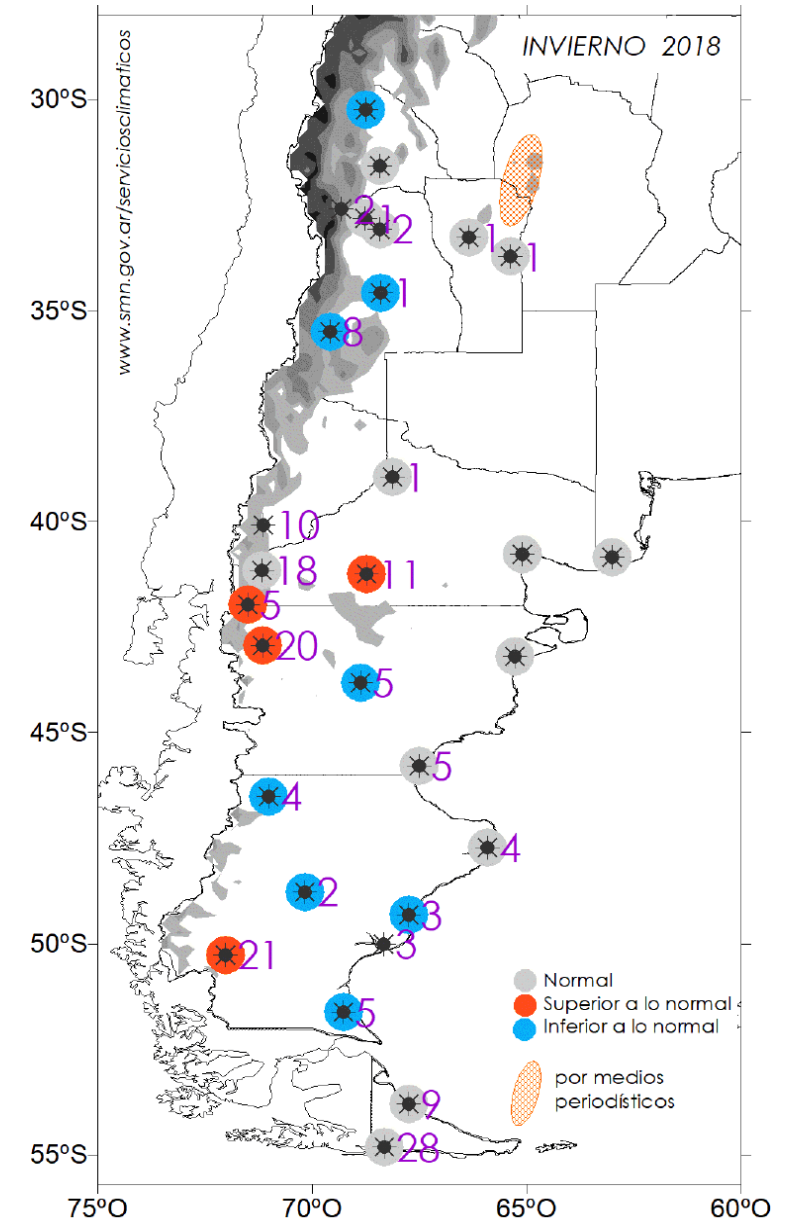 INVIERNO 2018
www.smn.gov.ar/serviciosclimaticos
30ºS
21
2
1
1
35ºS
1
8
1
40ºS
10
18
11
5
20
5
45ºS
5
4
4
2
3
50ºS
3
21
5
Normal
Superior a lo normal
Inferior a lo normal
por medios
periodísticos
9
28
55ºS
75ºO
70ºO
65ºO
60ºO